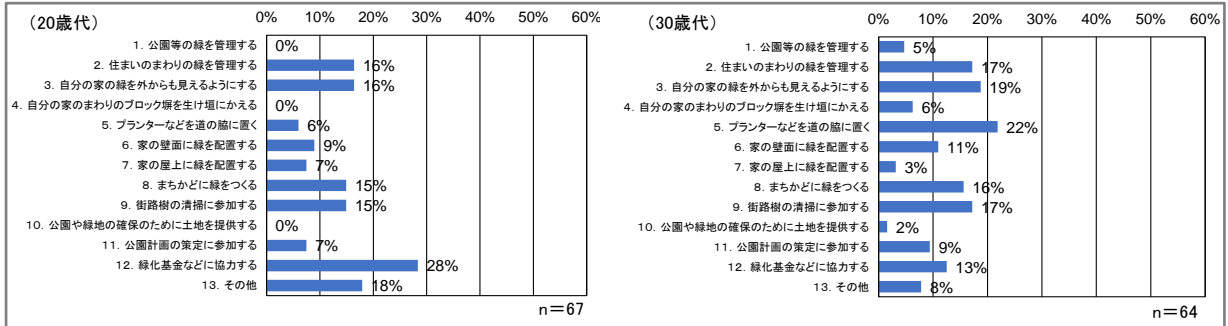 （20歳代）
0% 10% 20% 30% 40% 50% 60%
1. 公園等の緑を管理する 0%
2. 住まいのまわりの緑を管理する 16%
3. 自分の家の緑を外からも見えるようにする 16%
4. 自分の家のまわりのブロック塀を生け垣にかえる 0%
5. プランターなどを道の脇に置く 6%
6. 家の壁面に緑を配置する 9%
7. 家の屋上に緑を配置する 7%
8. まちかどに緑をつくる 15%
9. 街路樹の清掃に参加する 15%
10. 公園や緑地の確保のために土地を提供する 0%
11. 公園計画の策定に参加する 7%
12. 緑化基金などに協力する 28%
13. その他 18%
n＝67
（30歳代）
0% 10% 20% 30% 40% 50% 60%
1. 公園等の緑を管理する 5%
2. 住まいのまわりの緑を管理する 17%
3. 自分の家の緑を外からも見えるようにする 19%
4. 自分の家のまわりのブロック塀を生け垣にかえる 6%
5. プランターなどを道の脇に置く 22%
6. 家の壁面に緑を配置する 11%
7. 家の屋上に緑を配置する 3%
8. まちかどに緑をつくる 16%
9. 街路樹の清掃に参加する 17%
10. 公園や緑地の確保のために土地を提供する 2%
11. 公園計画の策定に参加する 9%
12. 緑化基金などに協力する 13%
13. その他 8%
n＝64